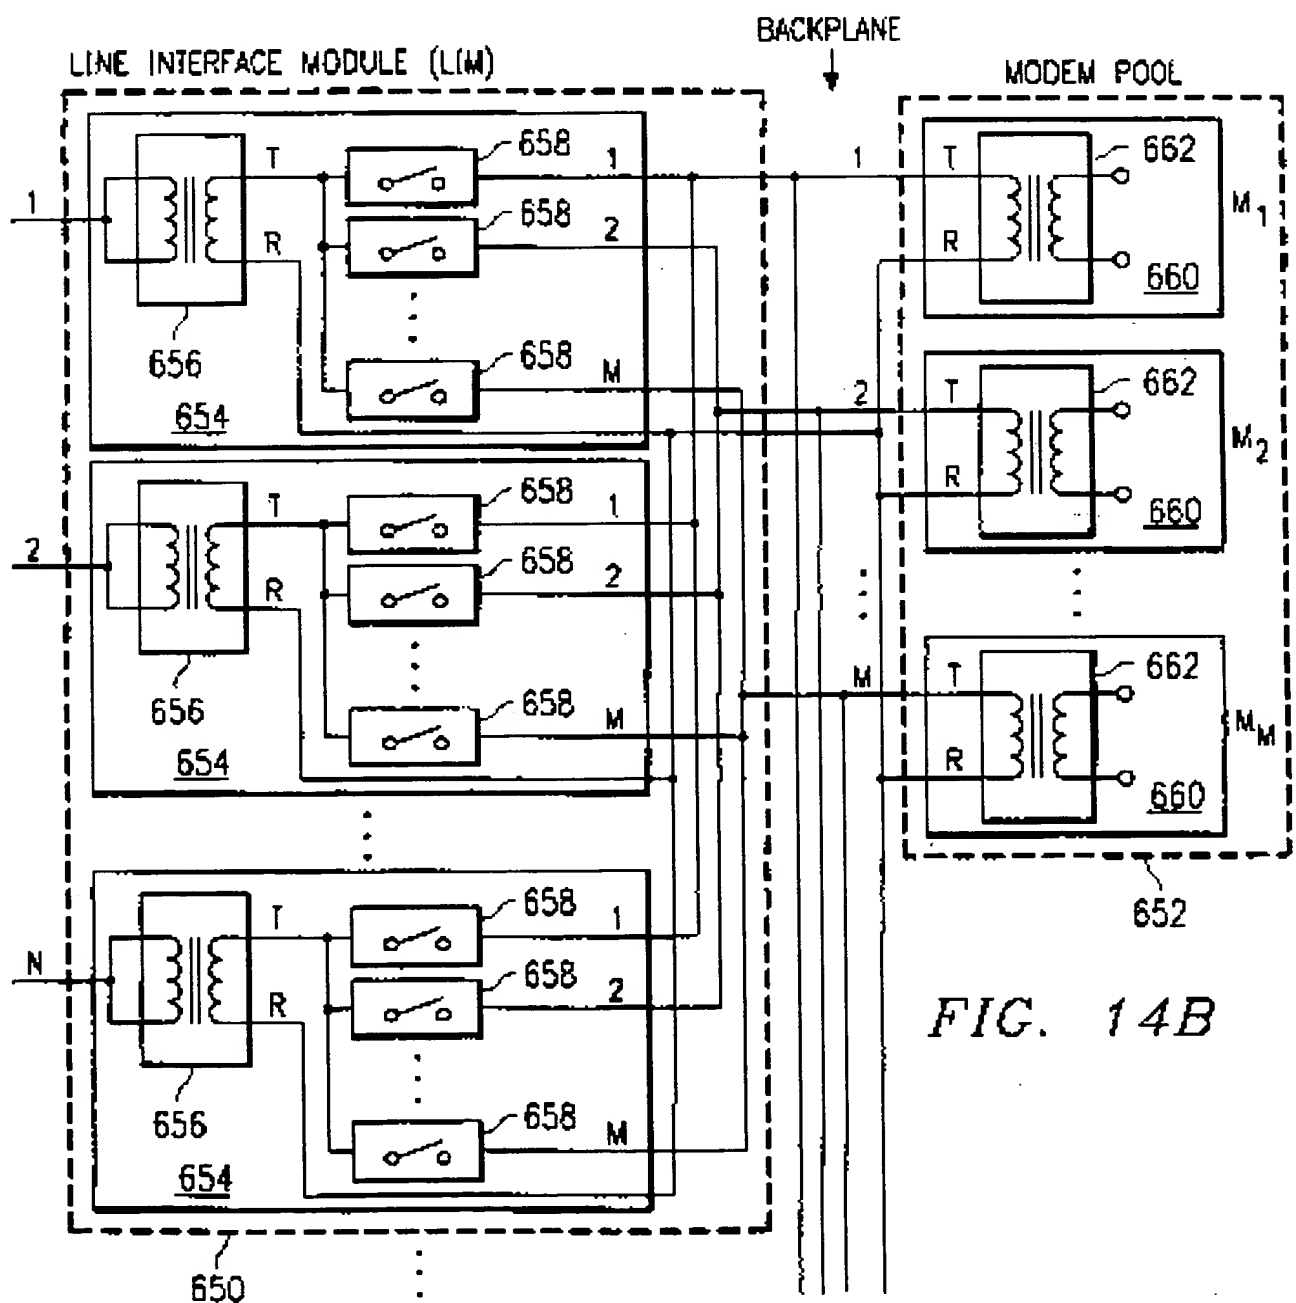 BACKPLANE
LINE INTERFACE MODULE (LIM)
MODEM POOL
1
T
R
656
654
658
1
658
2
658
M
1
T
R
662
660
M1
2
T
R
662
660
M2
2
T
R
656
654
658
1
658
2
658
M
M
T
R
662
660
MM
652
N
T
R
656
654
658
1
658
2
658
M
650
FIG. 14B